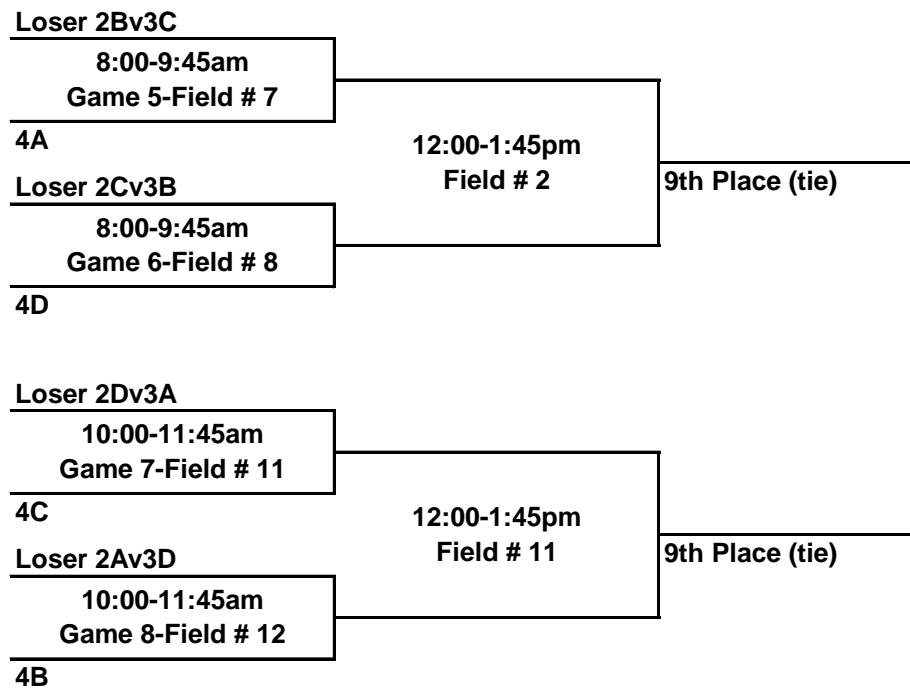 Loser 2Bv3C
8:00-9:45am
Game 5-Field # 7
4A
12:00-1:45pm
Field # 2
9th Place (tie)
Loser 2Cv3B
8:00-9:45am
Game 6-Field # 8
4D
Loser 2Dv3A
10:00-11:45am
Game 7-Field # 11
4C
12:00-1:45pm
Field # 11
9th Place (tie)
Loser 2Av3D
10:00-11:45am
Game 8-Field # 12
4B